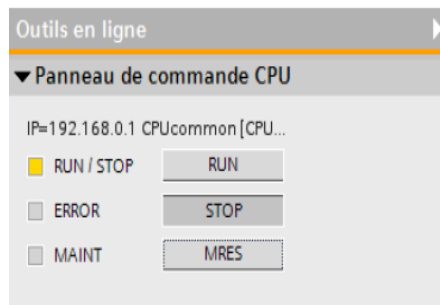 Outils en ligne
Panneau de commande CPU
IP=192.168.0.1 CPUcommon [CPU...
RUN / STOP RUN
ERROR STOP
MAINT MRES